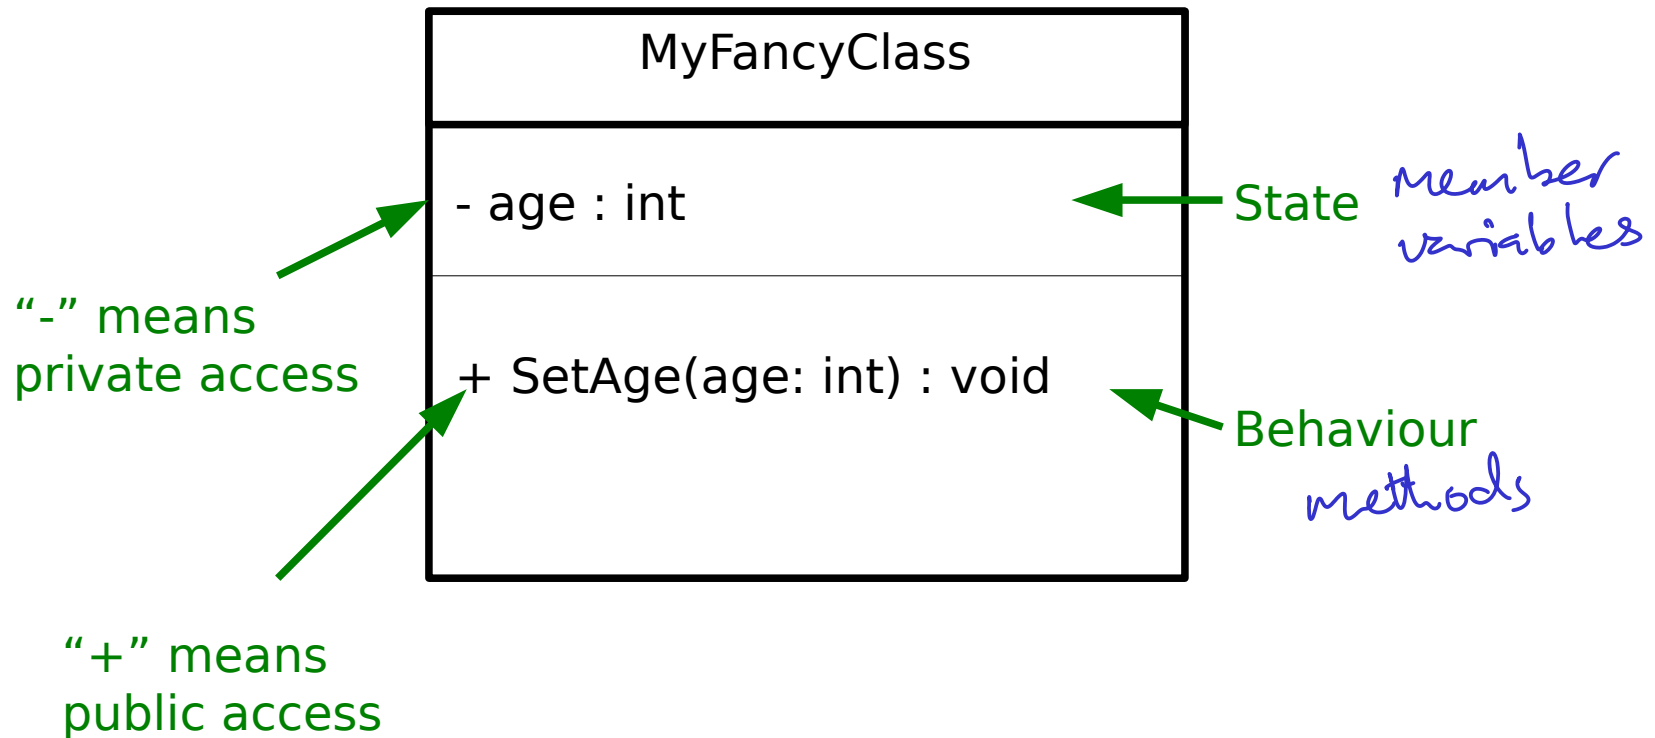 MyFancyClass
- age : int
State
member
variables
“-” means
private access
+ SetAge(age: int) : void
Behaviour
methods
“+” means
public access